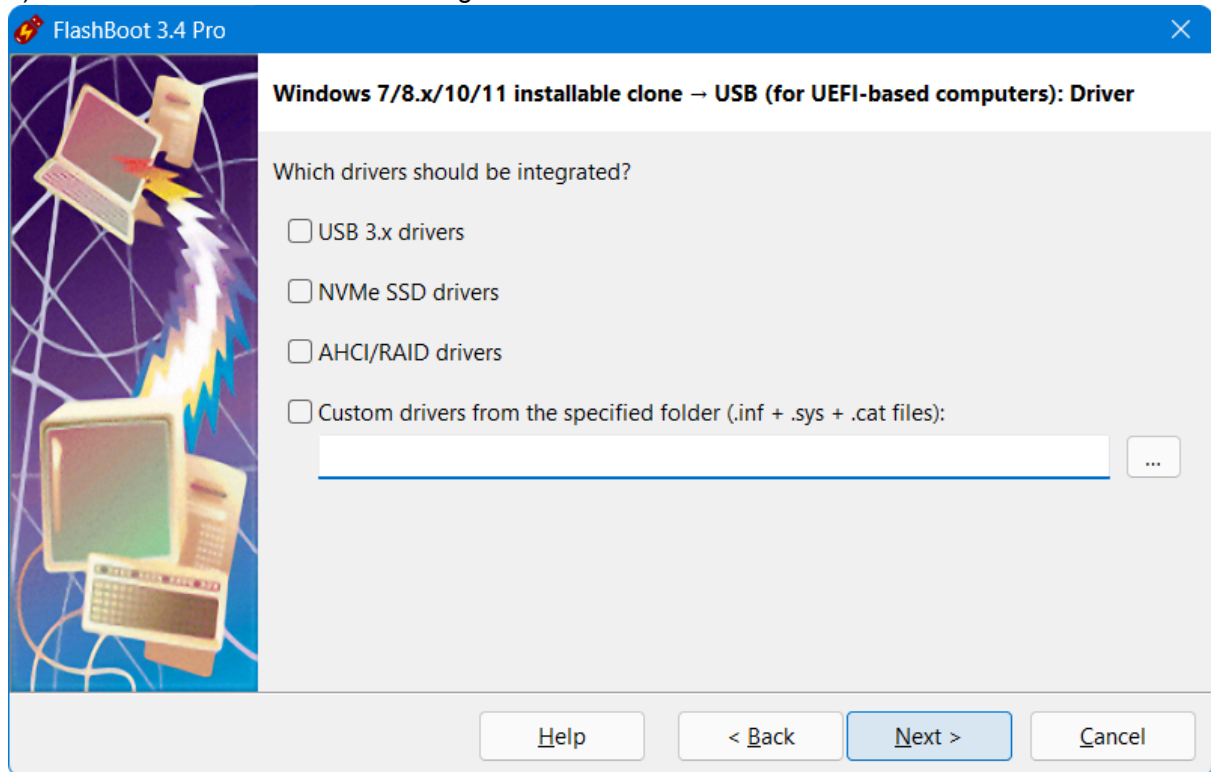 FlashBoot 3.4 Pro
Windows 7/8.x/10/11 installable clone → USB (for UEFI-based computers): Driver
Which drivers should be integrated?
USB 3.x drivers
NVMe SSD drivers
AHCI/RAID drivers
Custom drivers from the specified folder (.inf + .sys + .cat files):
...
Help < Back Next > Cancel